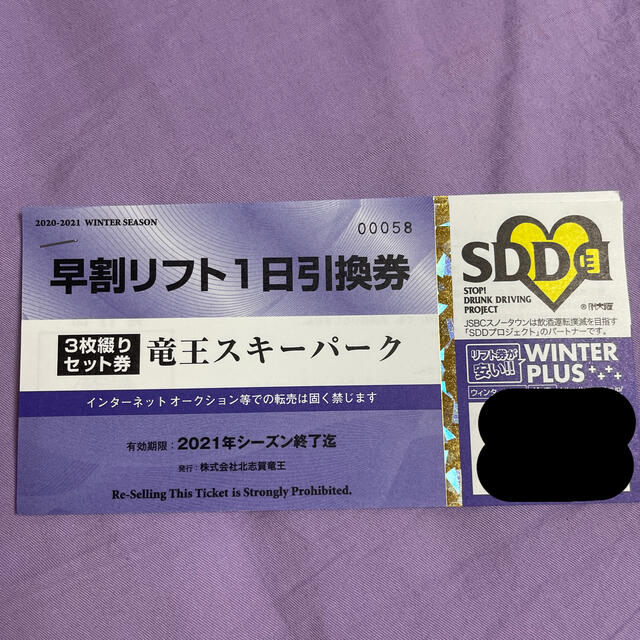 2020-2021 WINTER SEASON
00058
早割リフト1日引換券
3枚綴り
セット券
竜王スキーパーク
インターネットオークション等での転売は固く禁じます
有効期限：2021年シーズン終了迄
発行：株式会社北志賀竜王
Re-Selling This Ticket is Strongly Prohibited.
SDD
STOP!
DRUNK DRIVING
PROJECT
JSBCスノータウンは飲酒運転撲滅を目指す
「SDDプロジェクト」のパートナーです。
リフト券が
安い!!
WINTER
PLUS